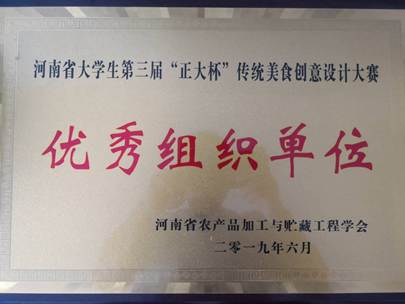 河南省大学生第三届“正大杯”传统美食创意设计大赛
优秀组织单位
河南省农产品加工与贮藏工程学会
二零一九年六月